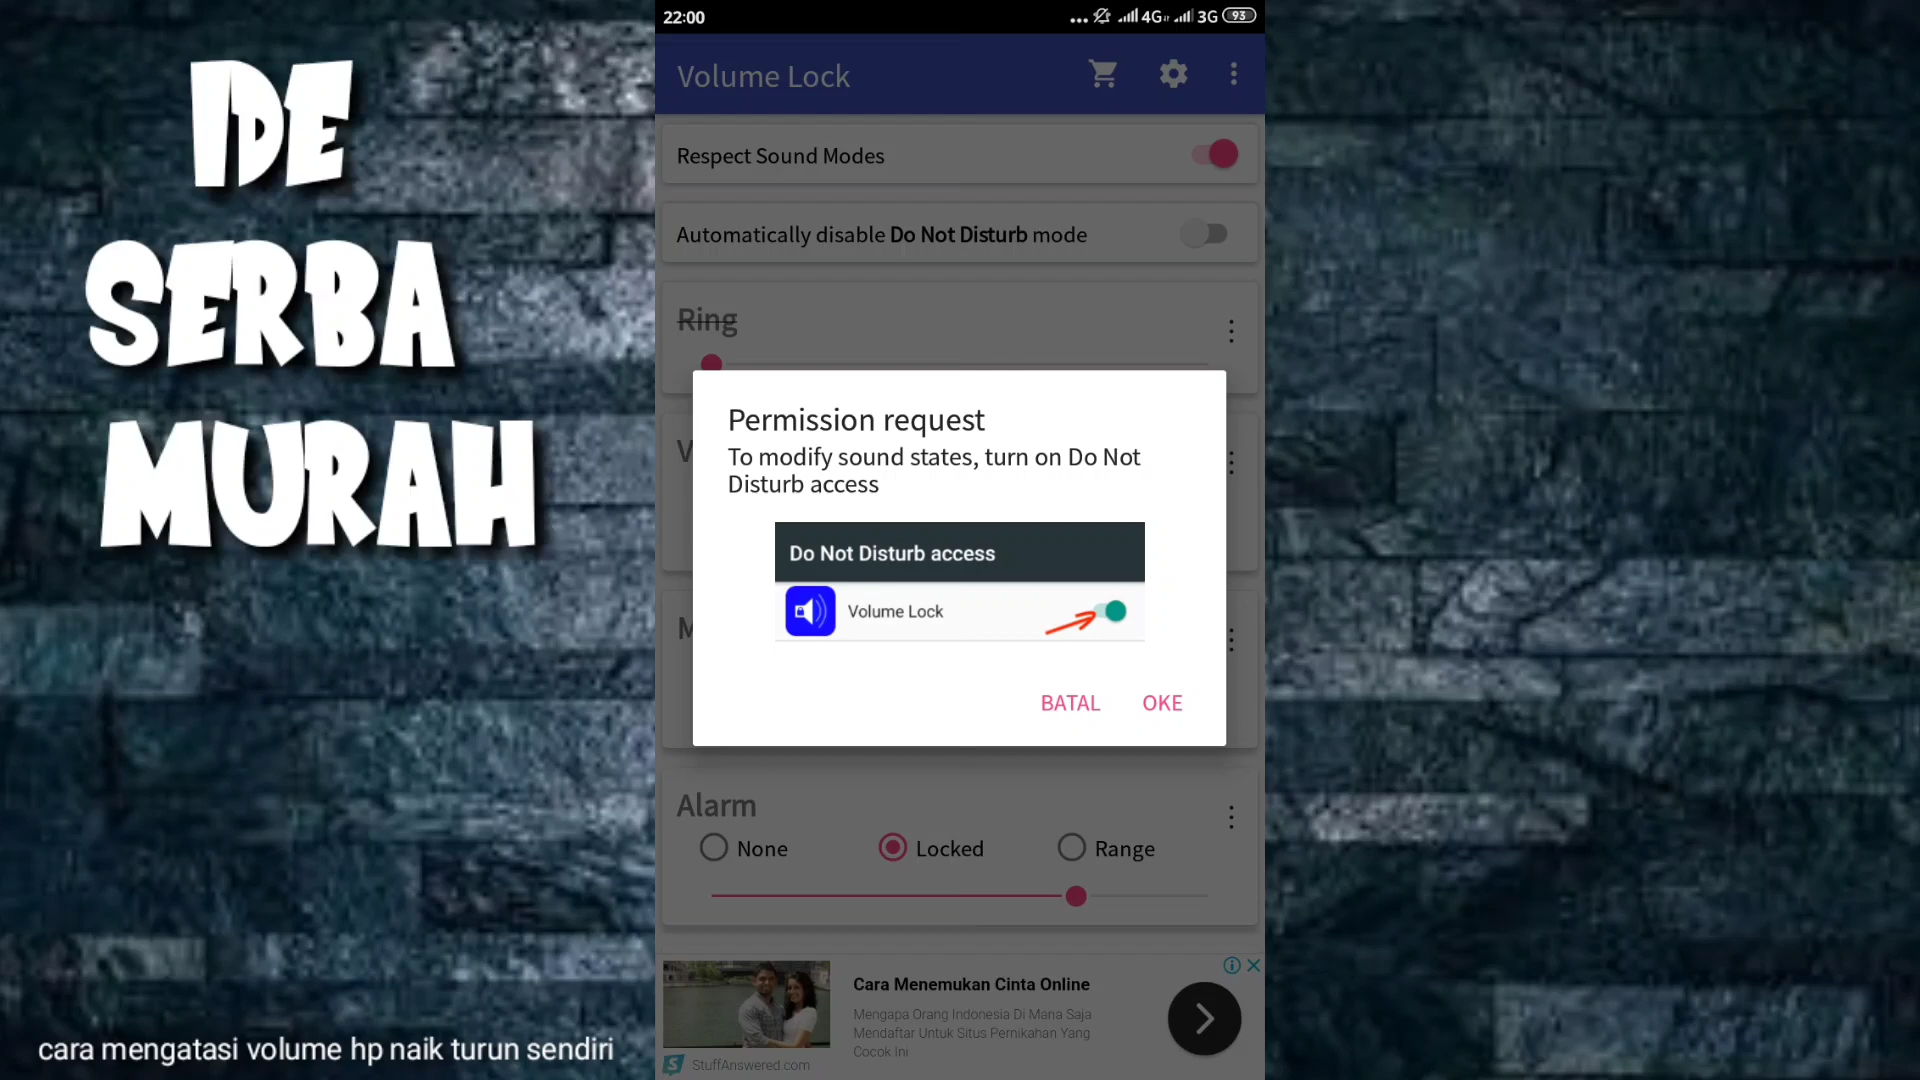 IDE
SERBA
MURAH
cara mengatasi volume hp naik turun sendiri
22:00
4G
3G
93
Volume Lock
Respect Sound Modes
Automatically disable Do Not Disturb mode
Ring
V
M
Permission request
To modify sound states, turn on Do Not
Disturb access
Do Not Disturb access
Volume Lock
BATAL
OKE
Alarm
None
Locked
Range
Cara Menemukan Cinta Online
Mengapa Orang Indonesia Di Mana Saja
Mendaftar Untuk Situs Pernikahan Yang
Cocok Ini
StuffAnswered.com